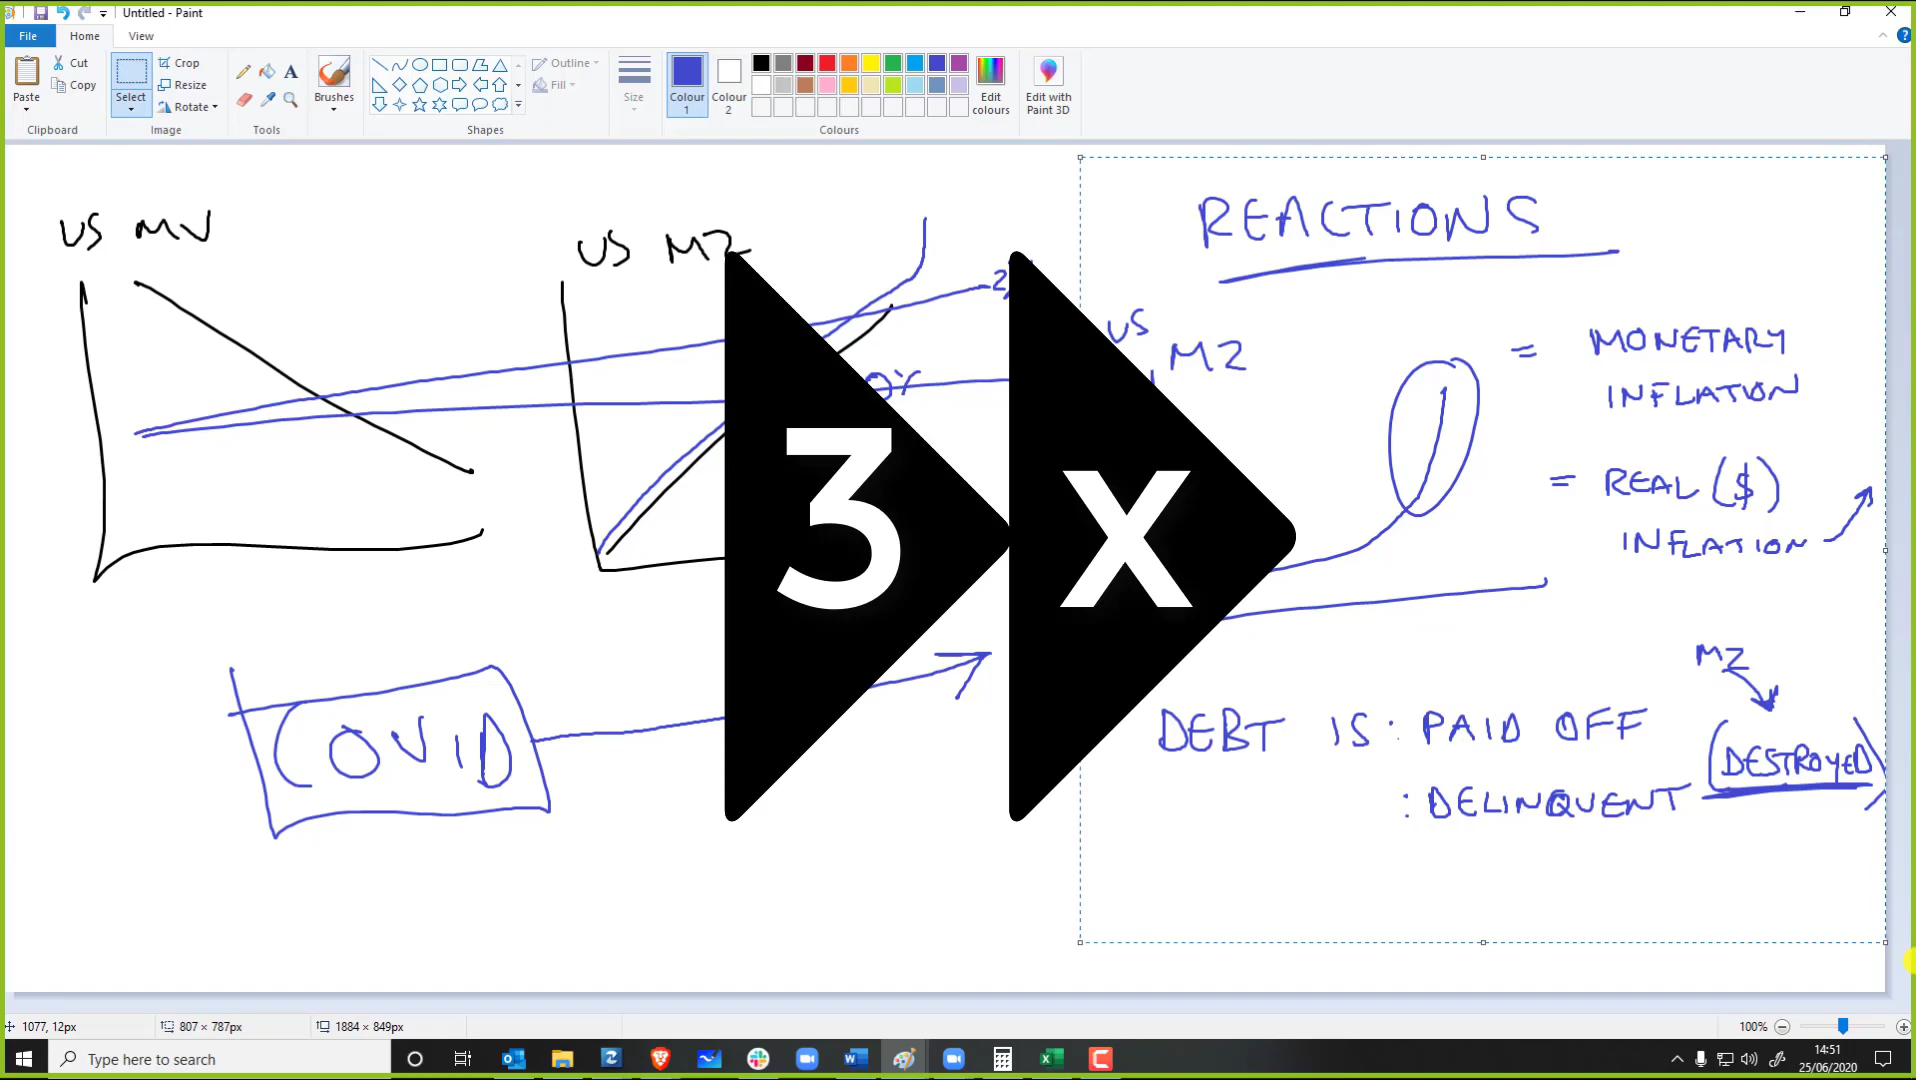 Untitled - Paint
File Home View
Paste
Cut
Copy
Clipboard
Select
Crop
Resize
Rotate
Image
Tools
Brushes
Shapes
Outline
Fill
Size
Colour 1
Colour 2
Edit colours
Colours
Edit with Paint 3D
US MV
US M2
REACTIONS
US
M2
= MONETARY
INFLATION
= REAL ($)
INFLATION
3 x
M2
COVID
DEBT IS : PAID OFF
(DESTROYED)
: DELINQUENT
1077, 12px
807 × 787px
1884 × 849px
100%
Type here to search
14:51
25/06/2020